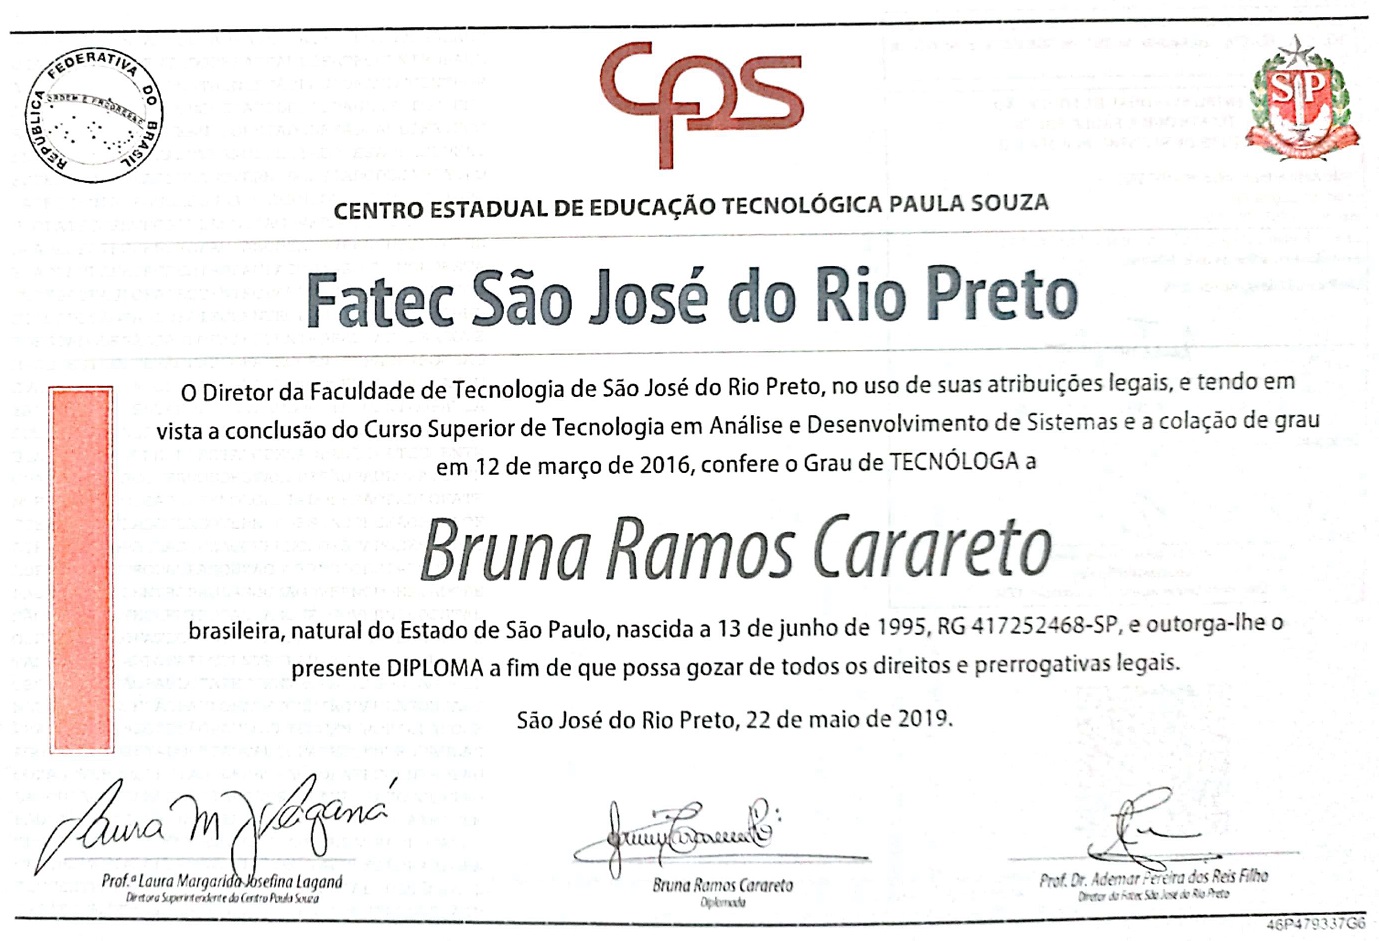 REPÚBLICA FEDERATIVA DO BRASIL
ORDEM E PROGRESSO
CPS
SP
CENTRO ESTADUAL DE EDUCAÇÃO TECNOLÓGICA PAULA SOUZA
Fatec São José do Rio Preto
O Diretor da Faculdade de Tecnologia de São José do Rio Preto, no uso de suas atribuições legais, e tendo em
vista a conclusão do Curso Superior de Tecnologia em Análise e Desenvolvimento de Sistemas e a colação de grau
em 12 de março de 2016, confere o Grau de TECNÓLOGA a
Bruna Ramos Carareto
brasileira, natural do Estado de São Paulo, nascida a 13 de junho de 1995, RG 417252468-SP, e outorga-lhe o
presente DIPLOMA a fim de que possa gozar de todos os direitos e prerrogativas legais.
São José do Rio Preto, 22 de maio de 2019.
Laura M J Laganá
Prof.ª Laura Margarida Josefina Laganá
Diretora Superintendente do Centro Paula Souza
Bruna Ramos Carareto
Diplomada
Prof. Dr. Ademar Pereira dos Reis Filho
Diretor da Fatec São José do Rio Preto
46P479337G6